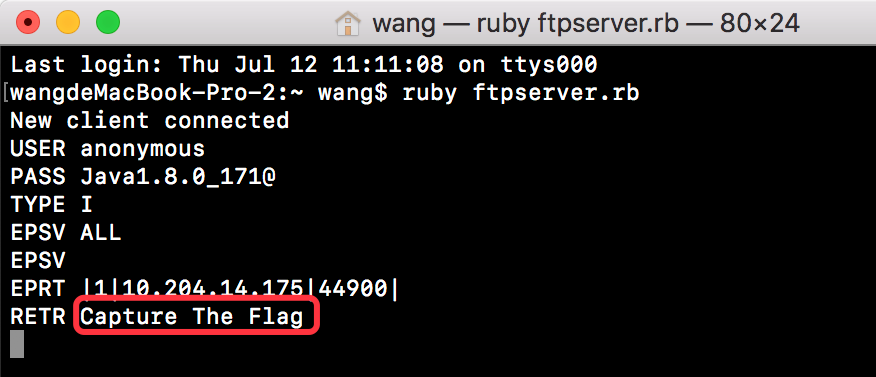 wang — ruby ftpserver.rb — 80×24
Last login: Thu Jul 12 11:11:08 on ttys000
[wangdeMacBook-Pro-2:~ wang$ ruby ftpserver.rb
New client connected
USER anonymous
PASS Java1.8.0_171@
TYPE I
EPSV ALL
EPSV
EPRT |1|10.204.14.175|44900|
RETR Capture The Flag